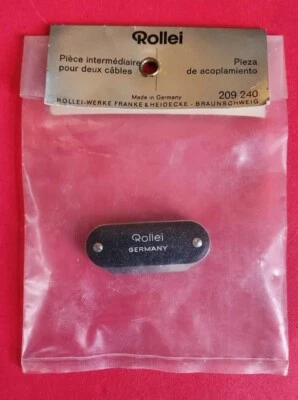 Rollei
Pièce intermédiaire
pour deux câbles
Pieza
de acoplamiento
Made in Germany
209 240
ROLLEI-WERKE FRANKE & HEIDECKE - BRAUNSCHWEIG
Rollei
GERMANY